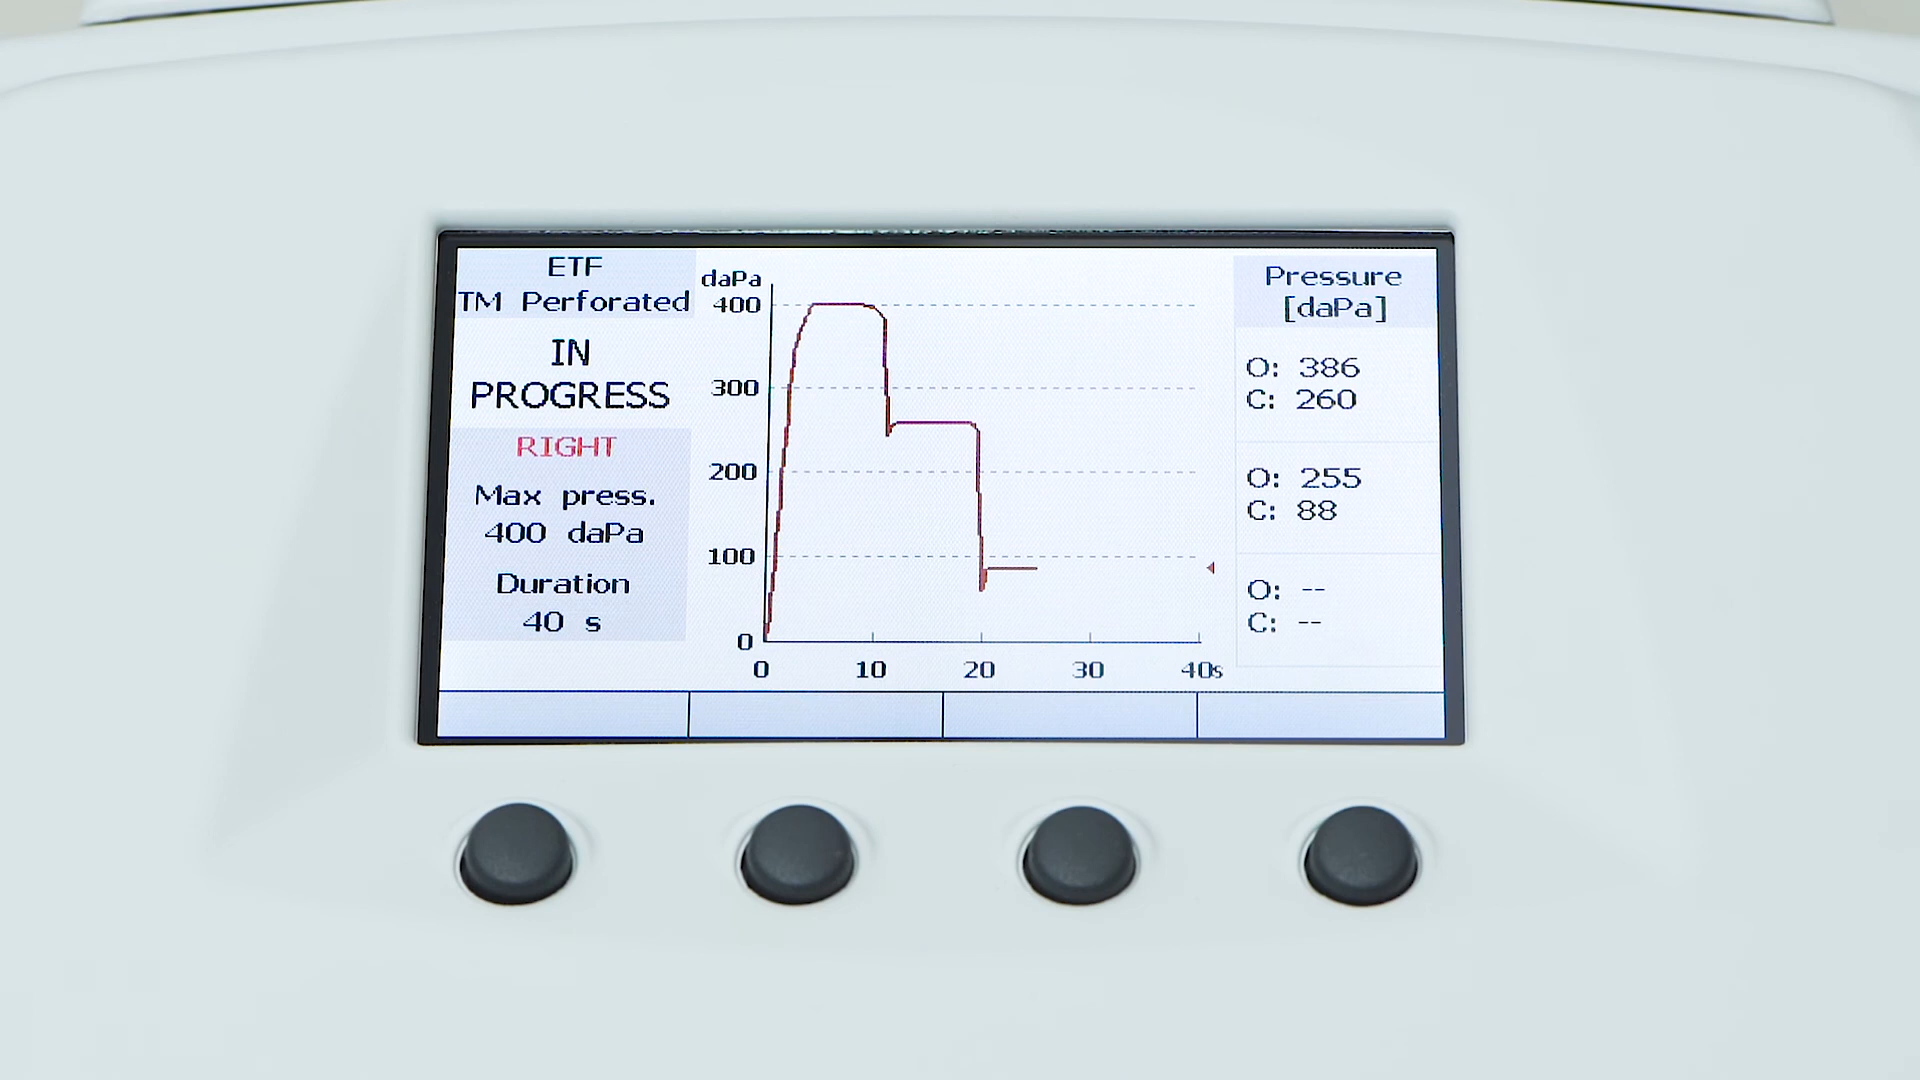 ETF
TM Perforated
IN
PROGRESS
RIGHT
Max press.
400 daPa
Duration
40 s
daPa
400
300
200
100
0
0 10 20 30 40s
Pressure
[daPa]
O: 386
C: 260
O: 255
C: 88
O: --
C: --